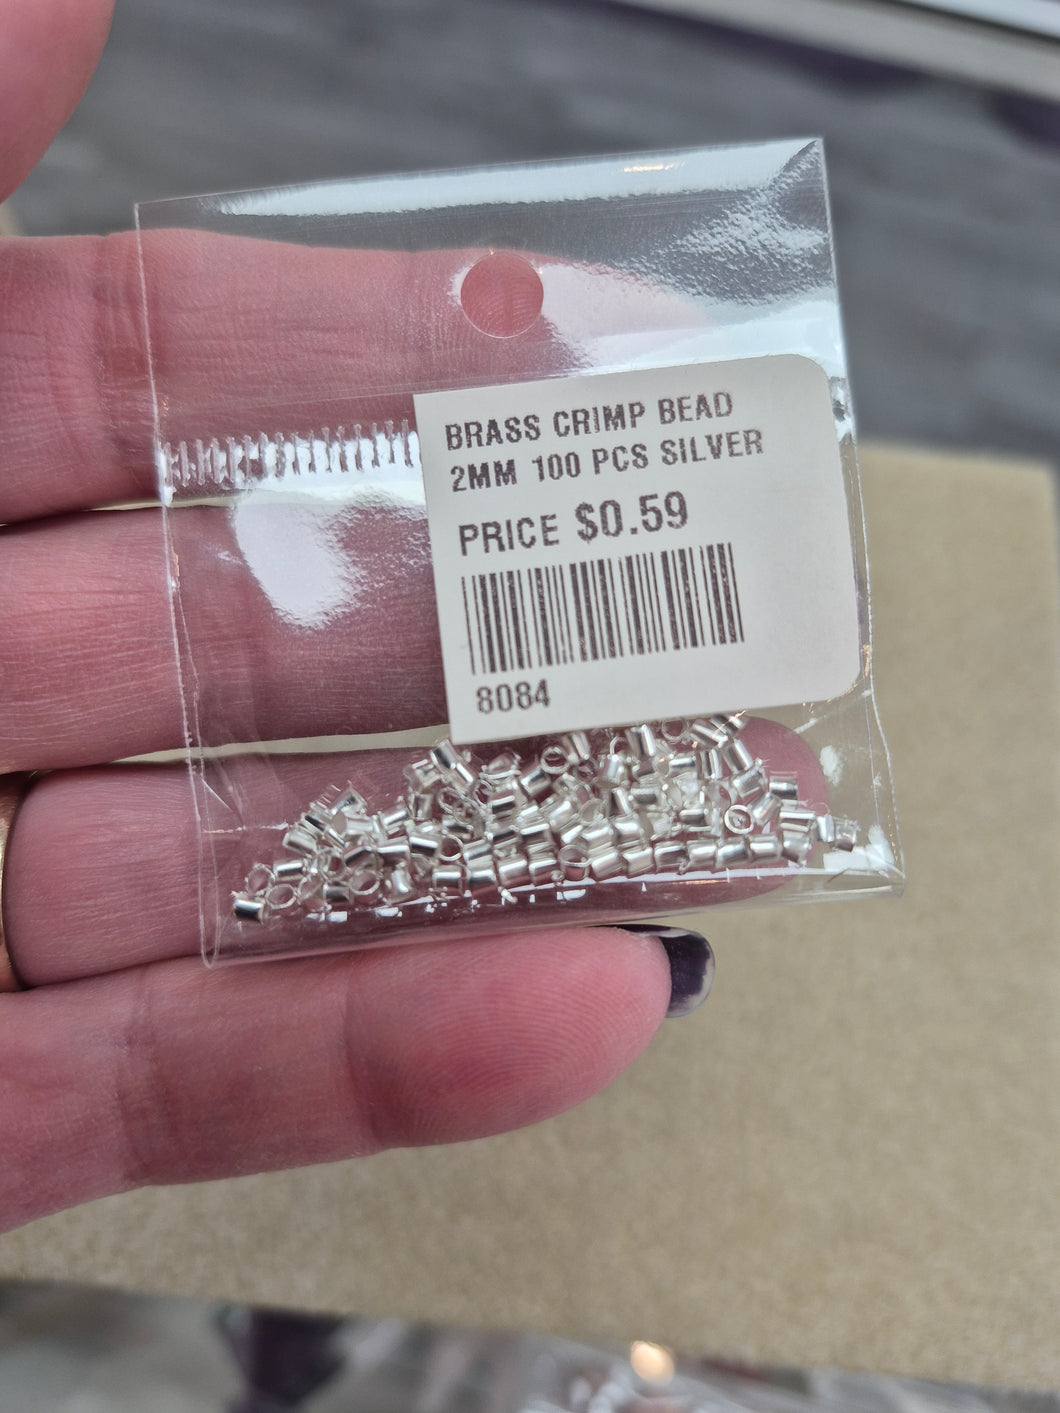 BRASS CRIMP BEAD
2MM 100 PCS SILVER
PRICE $0.59
8084